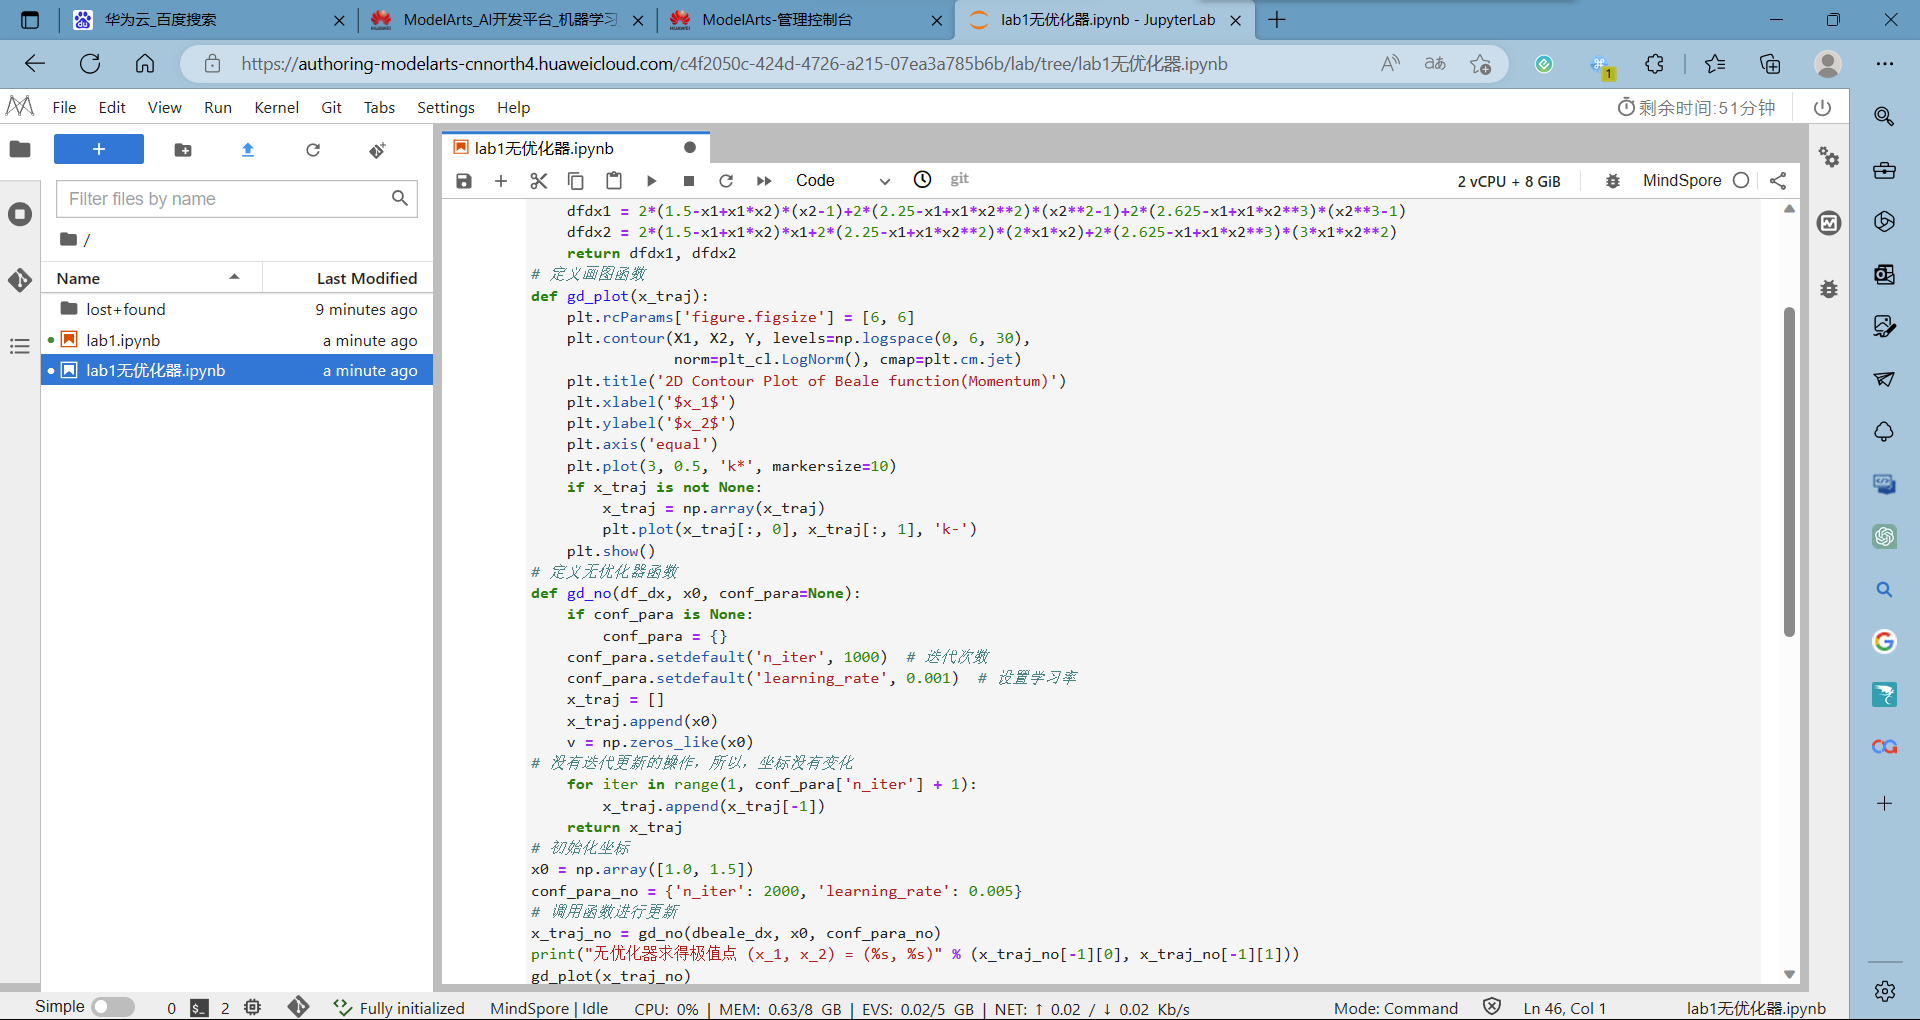 华为云_百度搜索
ModelArts_AI开发平台_机器学习
ModelArts-管理控制台
lab1无优化器.ipynb - JupyterLab
https://authoring-modelarts-cnnorth4.huaweicloud.com/c4f2050c-424d-4726-a215-07ea3a785b6b/lab/tree/lab1无优化器.ipynb
File Edit View Run Kernel Git Tabs Settings Help
剩余时间:51分钟
lab1无优化器.ipynb
Code
git
2 vCPU + 8 GiB
MindSpore
Filter files by name
/
Name Last Modified
lost+found 9 minutes ago
lab1.ipynb a minute ago
lab1无优化器.ipynb a minute ago
dfdx1 = 2*(1.5-x1+x1*x2)*(x2-1)+2*(2.25-x1+x1*x2**2)*(x2**2-1)+2*(2.625-x1+x1*x2**3)*(x2**3-1)
dfdx2 = 2*(1.5-x1+x1*x2)*x1+2*(2.25-x1+x1*x2**2)*(2*x1*x2)+2*(2.625-x1+x1*x2**3)*(3*x1*x2**2)
return dfdx1, dfdx2
# 定义画图函数
def gd_plot(x_traj):
plt.rcParams['figure.figsize'] = [6, 6]
plt.contour(X1, X2, Y, levels=np.logspace(0, 6, 30),
norm=plt_cl.LogNorm(), cmap=plt.cm.jet)
plt.title('2D Contour Plot of Beale function(Momentum)')
plt.xlabel('$x_1$')
plt.ylabel('$x_2$')
plt.axis('equal')
plt.plot(3, 0.5, 'k*', markersize=10)
if x_traj is not None:
x_traj = np.array(x_traj)
plt.plot(x_traj[:, 0], x_traj[:, 1], 'k-')
plt.show()
# 定义无优化器函数
def gd_no(df_dx, x0, conf_para=None):
if conf_para is None:
conf_para = {}
conf_para.setdefault('n_iter', 1000)  # 迭代次数
conf_para.setdefault('learning_rate', 0.001)  # 设置学习率
x_traj = []
x_traj.append(x0)
v = np.zeros_like(x0)
# 没有迭代更新的操作，所以，坐标没有变化
for iter in range(1, conf_para['n_iter'] + 1):
x_traj.append(x_traj[-1])
return x_traj
# 初始化坐标
x0 = np.array([1.0, 1.5])
conf_para_no = {'n_iter': 2000, 'learning_rate': 0.005}
# 调用函数进行更新
x_traj_no = gd_no(dbeale_dx, x0, conf_para_no)
print("无优化器求得极值点 (x_1, x_2) = (%s, %s)" % (x_traj_no[-1][0], x_traj_no[-1][1]))
gd_plot(x_traj_no)
Simple 0 2 Fully initialized MindSpore | Idle CPU: 0% | MEM: 0.63/8 GB | EVS: 0.02/5 GB | NET: ↑ 0.02 / ↓ 0.02 Kb/s Mode: Command Ln 46, Col 1 lab1无优化器.ipynb